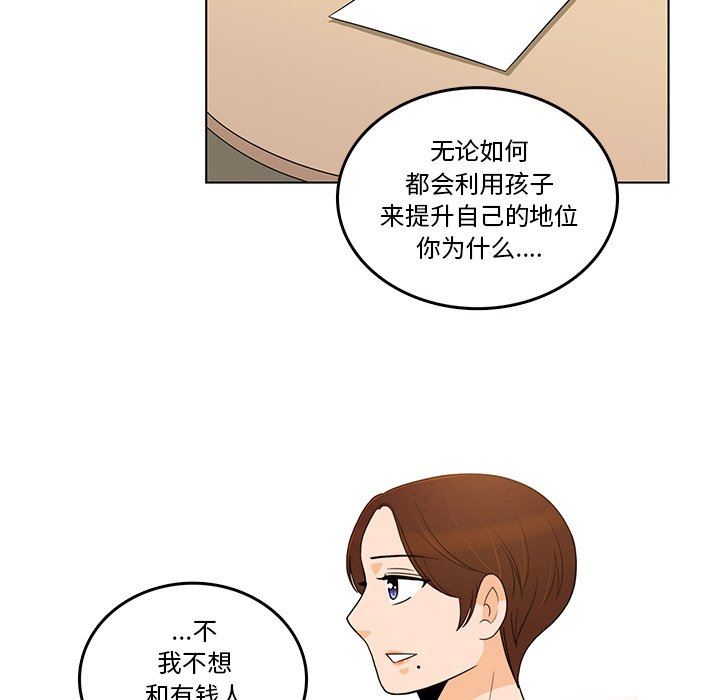 无论如何
都会利用孩子
来提升自己的地位
你为什么....
...不
我不想
和有钱人